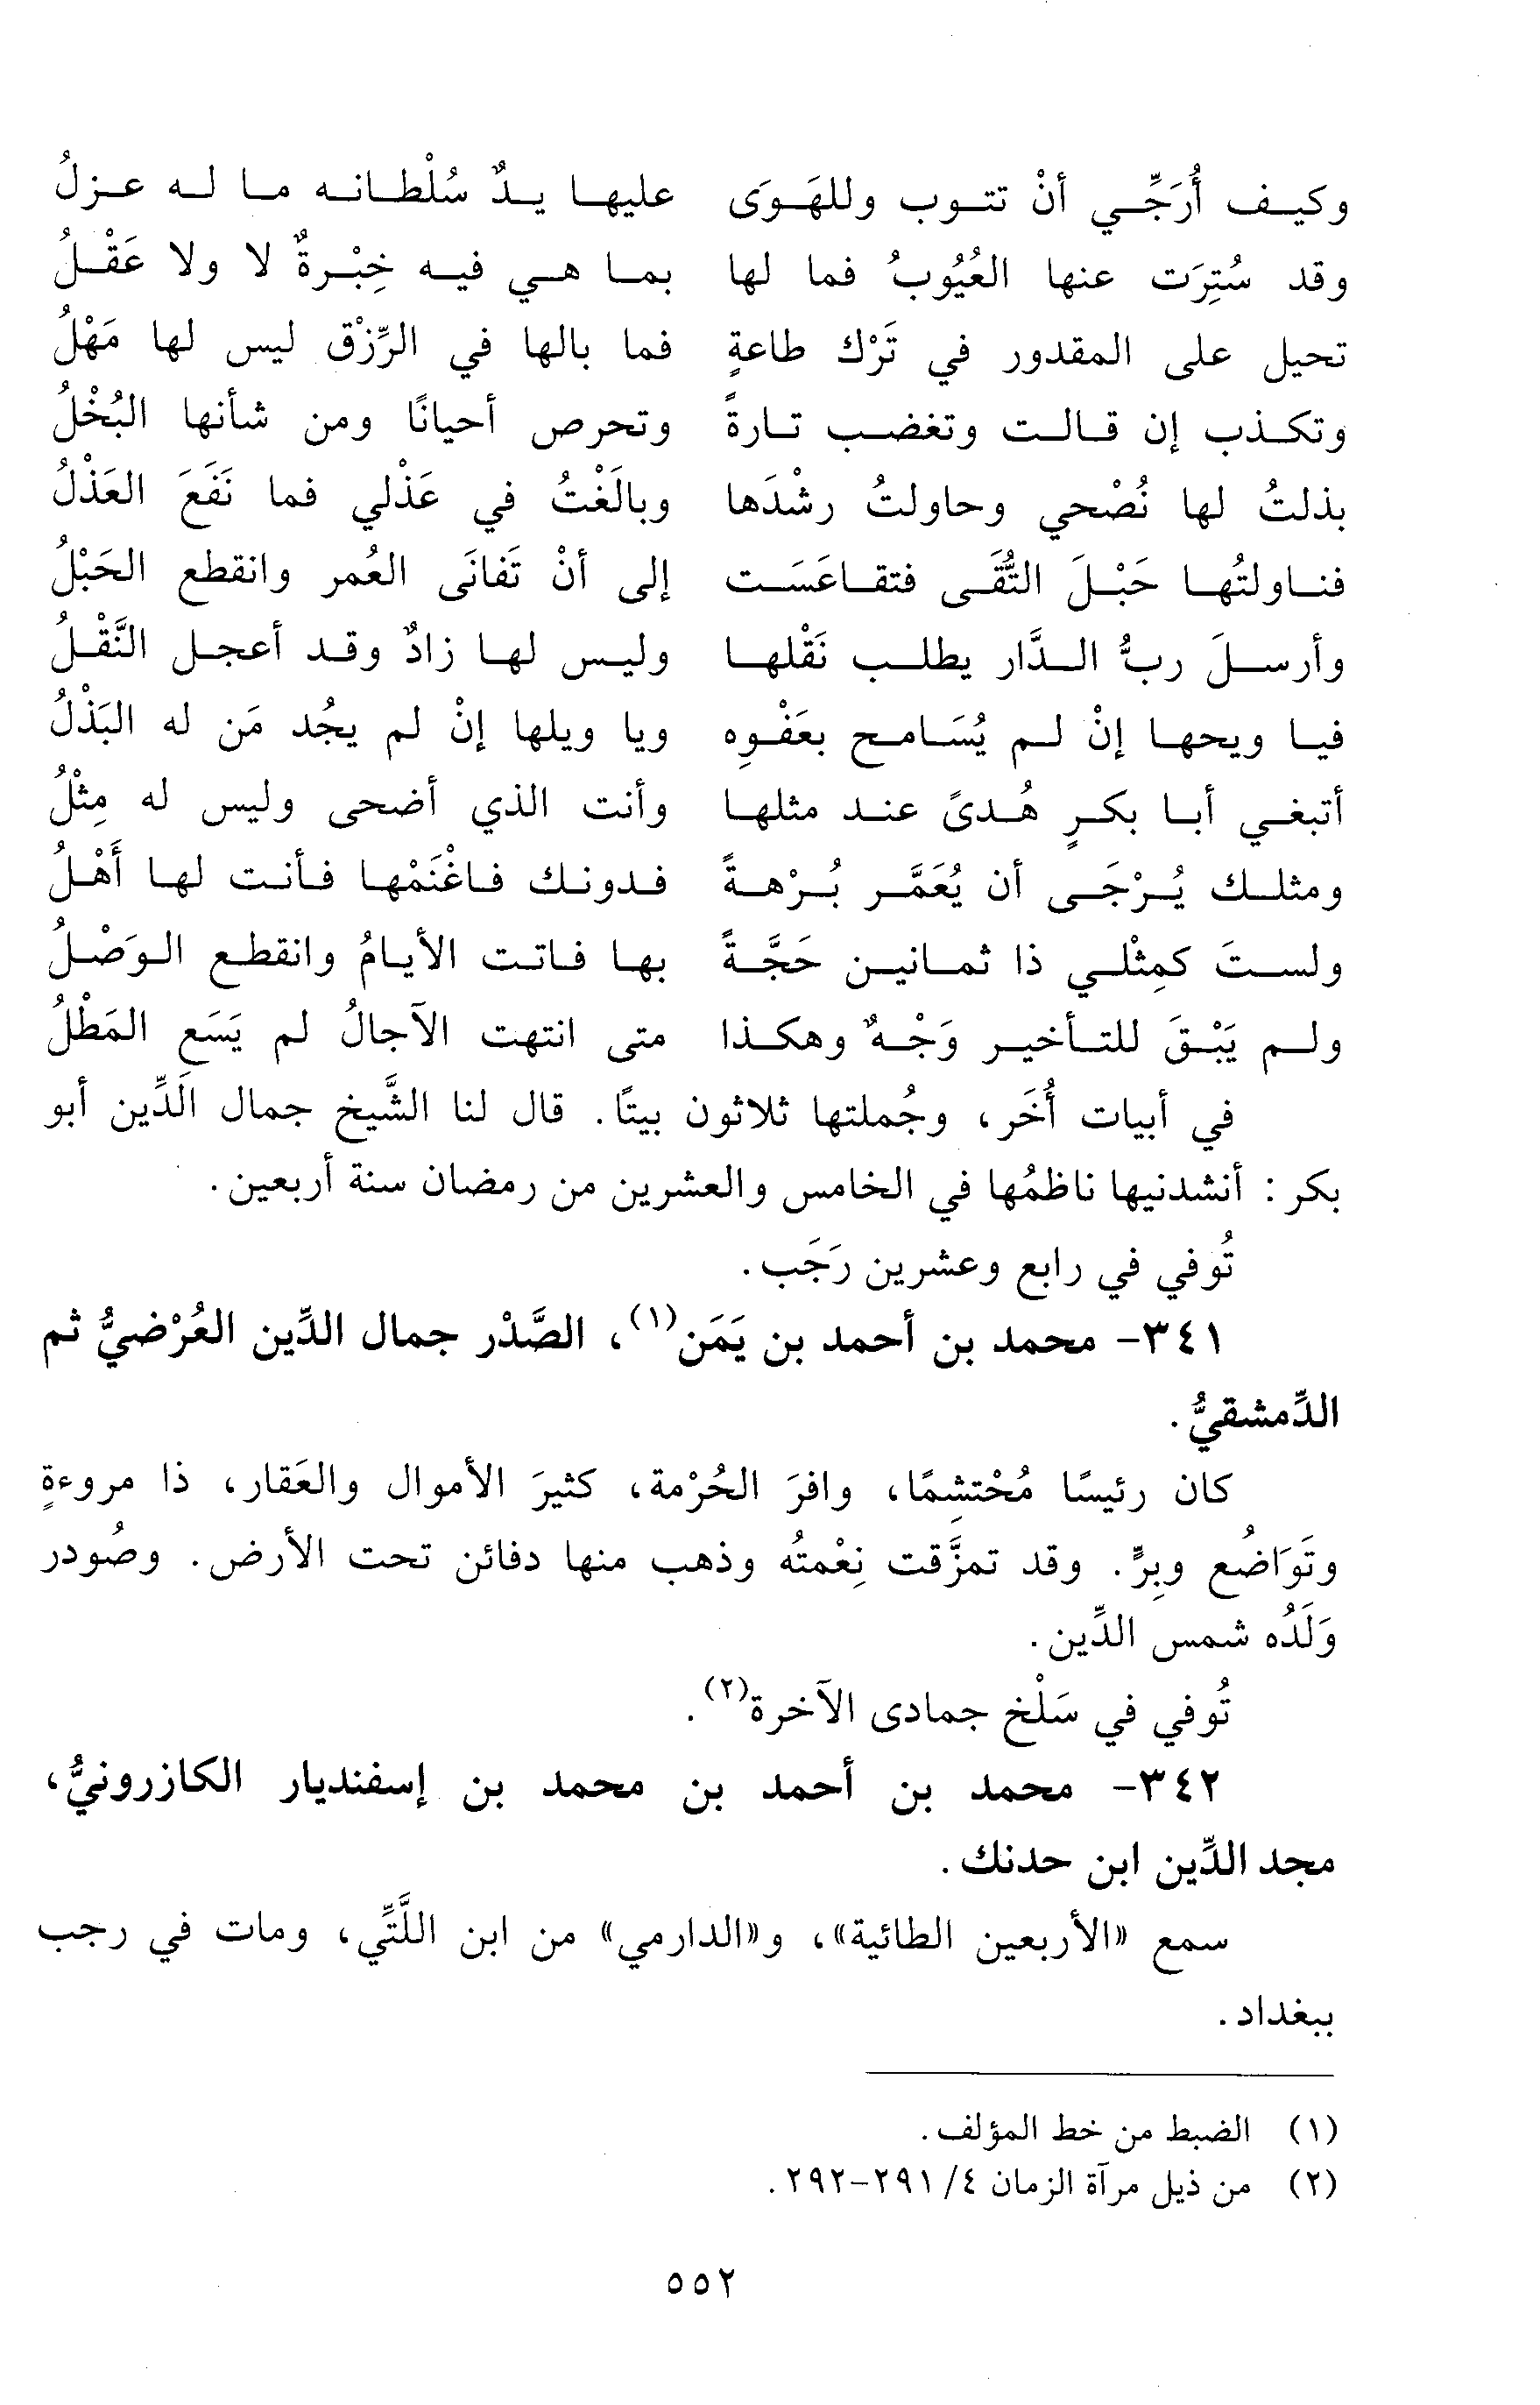 وكيف أُرَجِّي أنْ تتوب وللهَوَى عليها يدٌ سُلْطانه ما له عزلُ
وقد سُتِرَت عنها العُيُوبُ فما لها بما هي فيه خِبْرةٌ لا ولا عَقْلُ
تحيل على المقدور في تَرْك طاعةٍ فما بالها في الرِّزْق ليس لها مَهْلُ
وتكذب إن قالت وتغضب تارةً وتحرص أحيانًا ومن شأنها البُخْلُ
بذلتُ لها نُصْحي وحاولتُ رشْدَها وبالَغْتُ في عَذْلي فما نَفَعَ العَذْلُ
فناولتُها حَبْلَ التُّقَى فتقاعَسَت إلى أنْ تَفانَى العُمر وانقطع الحَبْلُ
وأرسلَ ربُّ الدَّار يطلب نَقْلها وليس لها زادٌ وقد أعجل النَّقْلُ
فيا ويحها إنْ لم يُسَامح بعَفْوِه ويا ويلها إنْ لم يجُد مَن له البَذْلُ
أتبغي أبا بكرٍ هُدىً عند مثلها وأنت الذي أضحى وليس له مِثْلُ
ومثلك يُرْجَى أن يُعَمَّر بُرْهةً فدونك فاغْنَمْها فأنت لها أَهْلُ
ولستَ كمِثْلي ذا ثمانين حَجَّةً بها فاتت الأيامُ وانقطع الوَصْلُ
ولم يَبْقَ للتأخير وَجْهٌ وهكذا متى انتهت الآجالُ لم يَسَعِ المَطْلُ
في أبيات أُخَر، وجُملتها ثلاثون بيتًا. قال لنا الشَّيخ جمال الدِّين أبو
بكر: أنشدنيها ناظمُها في الخامس والعشرين من رمضان سنة أربعين.
تُوفي في رابع وعشرين رَجَب.
٣٤١- محمد بن أحمد بن يَمَن(١)، الصَّدْر جمال الدِّين العُرْضيُّ ثم
الدِّمشقيُّ.
كان رئيسًا مُحْتشِمًا، وافرَ الحُرْمة، كثيرَ الأموال والعَقار، ذا مروءةٍ
وتَوَاضُع وبِرٍّ. وقد تمزَّقت نِعْمتُه وذهب منها دفائن تحت الأرض. وصُودر
وَلَدُه شمس الدِّين.
تُوفي في سَلْخ جمادى الآخرة(٢).
٣٤٢- محمد بن أحمد بن محمد بن إسفنديار الكازرونيُّ،
مجد الدِّين ابن حدنك.
سمع «الأربعين الطائية»، و«الدارمي» من ابن اللَّتِّي، ومات في رجب
ببغداد.
(١) الضبط من خط المؤلف.
(٢) من ذيل مرآة الزمان ٤/ ٢٩١-٢٩٢.
٥٥٢